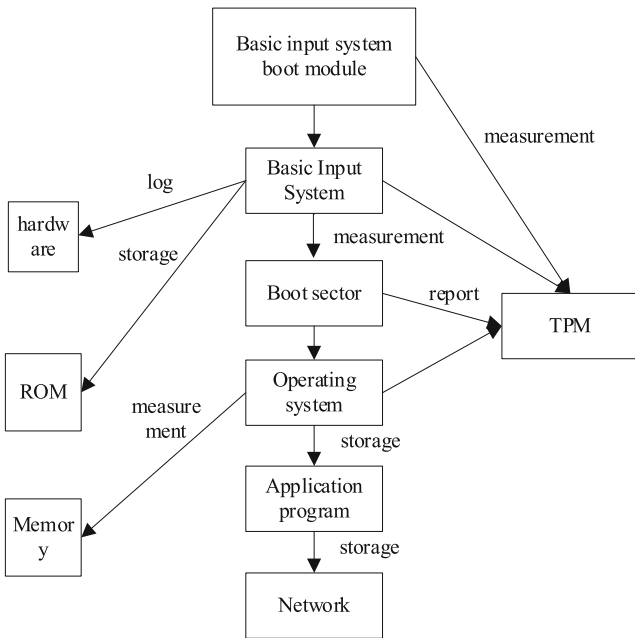 Basic input system
boot module
measurement
Basic Input
System
log
hardw
are
storage
measurement
Boot sector
report
TPM
ROM
measure
ment
Operating
system
storage
Application
program
Memor
y
storage
Network